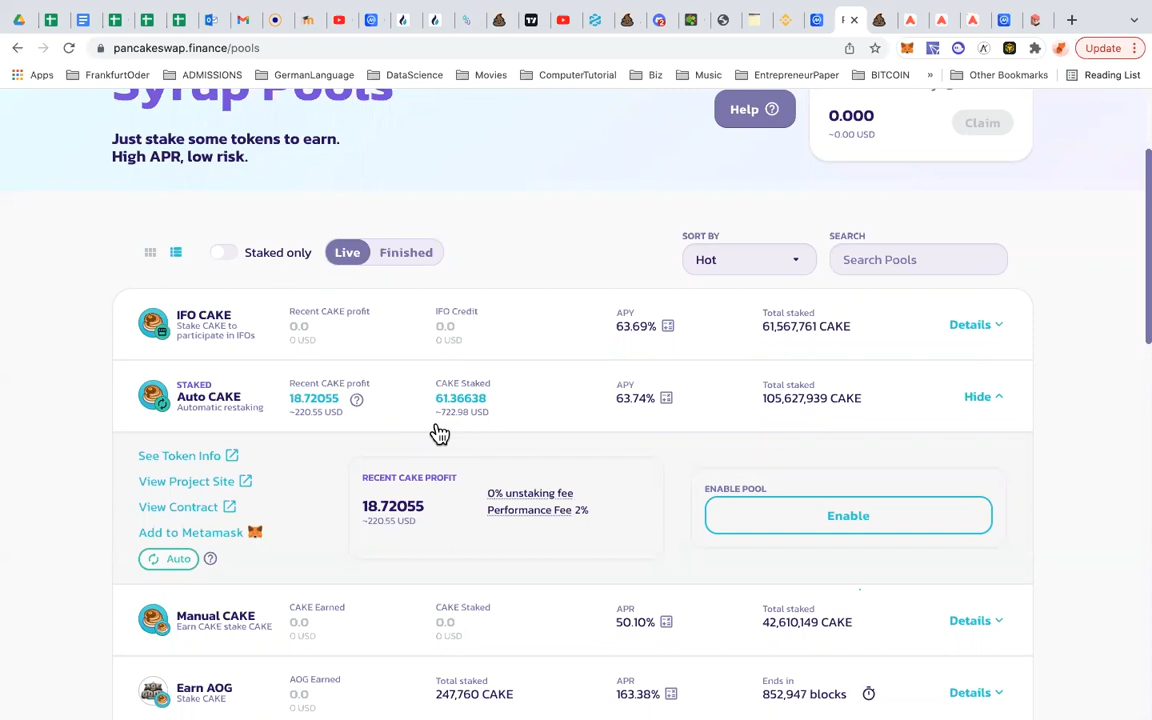 pancakeswap.finance/pools
Update
Apps
FrankfurtOder
ADMISSIONS
GermanLanguage
DataScience
Movies
ComputerTutorial
Biz
Music
EntrepreneurPaper
BITCOIN
»
Other Bookmarks
Reading List
Syrup Pools
Just stake some tokens to earn.
High APR, low risk.
Help
0.000
~0.00 USD
Claim
Staked only
Live
Finished
SORT BY
Hot
SEARCH
Search Pools
IFO CAKE
Stake CAKE to
participate in IFOs
Recent CAKE profit
0.0
0 USD
IFO Credit
0.0
0 USD
APY
63.69%
Total staked
61,567,761 CAKE
Details
STAKED
Auto CAKE
Automatic restaking
Recent CAKE profit
18.72055
~220.55 USD
CAKE Staked
61.36638
~722.98 USD
APY
63.74%
Total staked
105,627,939 CAKE
Hide
See Token Info
View Project Site
View Contract
Add to Metamask
Auto
RECENT CAKE PROFIT
18.72055
~220.55 USD
0% unstaking fee
Performance Fee 2%
ENABLE POOL
Enable
Manual CAKE
Earn CAKE stake CAKE
CAKE Earned
0.0
0 USD
CAKE Staked
0.0
0 USD
APR
50.10%
Total staked
42,610,149 CAKE
Details
Earn AOG
Stake CAKE
AOG Earned
0.0
0 USD
Total staked
247,760 CAKE
APR
163.38%
Ends in
852,947 blocks
Details